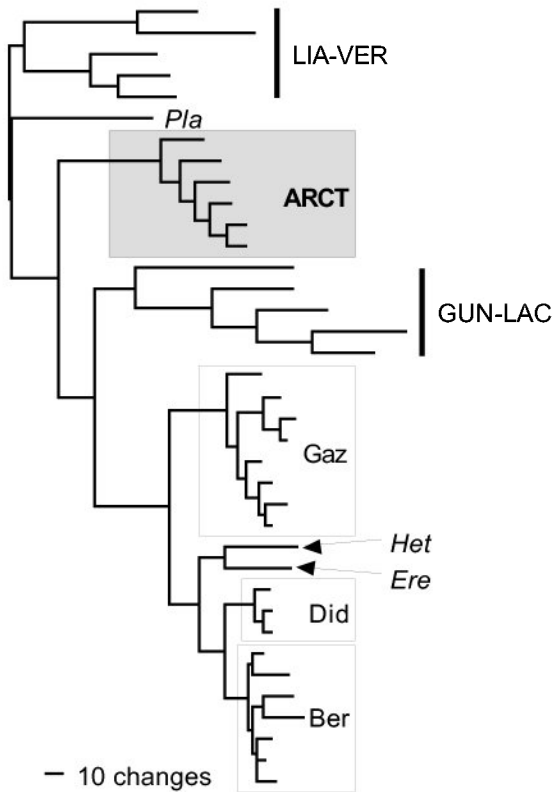 LIA-VER
Pla
ARCT
GUN-LAC
Gaz
Het
Ere
Did
Ber
10 changes